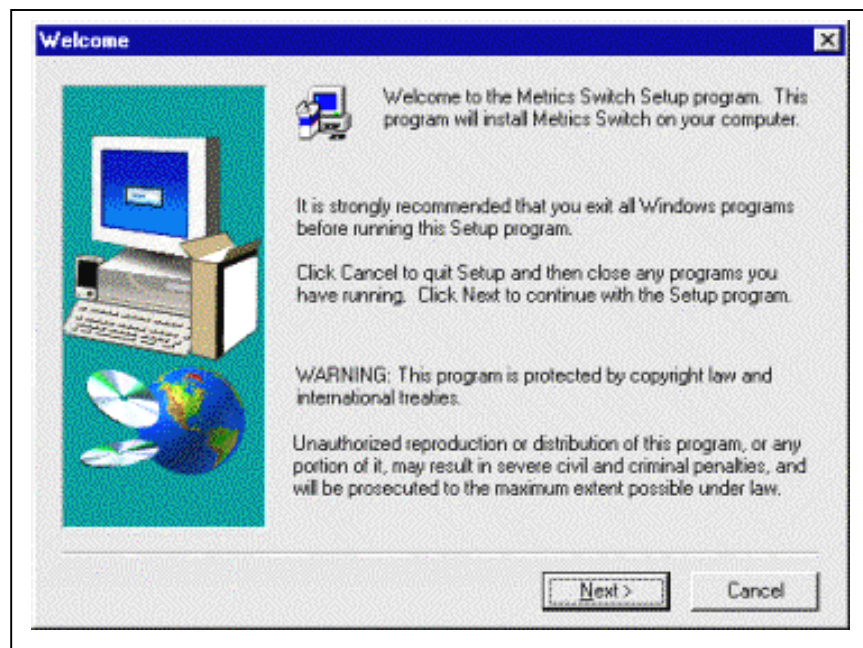 Welcome
Welcome to the Metrics Switch Setup program. This
program will install Metrics Switch on your computer.
It is strongly recommended that you exit all Windows programs
before running this Setup program.
Click Cancel to quit Setup and then close any programs you
have running. Click Next to continue with the Setup program.
WARNING: This program is protected by copyright law and
international treaties.
Unauthorized reproduction or distribution of this program, or any
portion of it, may result in severe civil and criminal penalties, and
will be prosecuted to the maximum extent possible under law.
Next >
Cancel